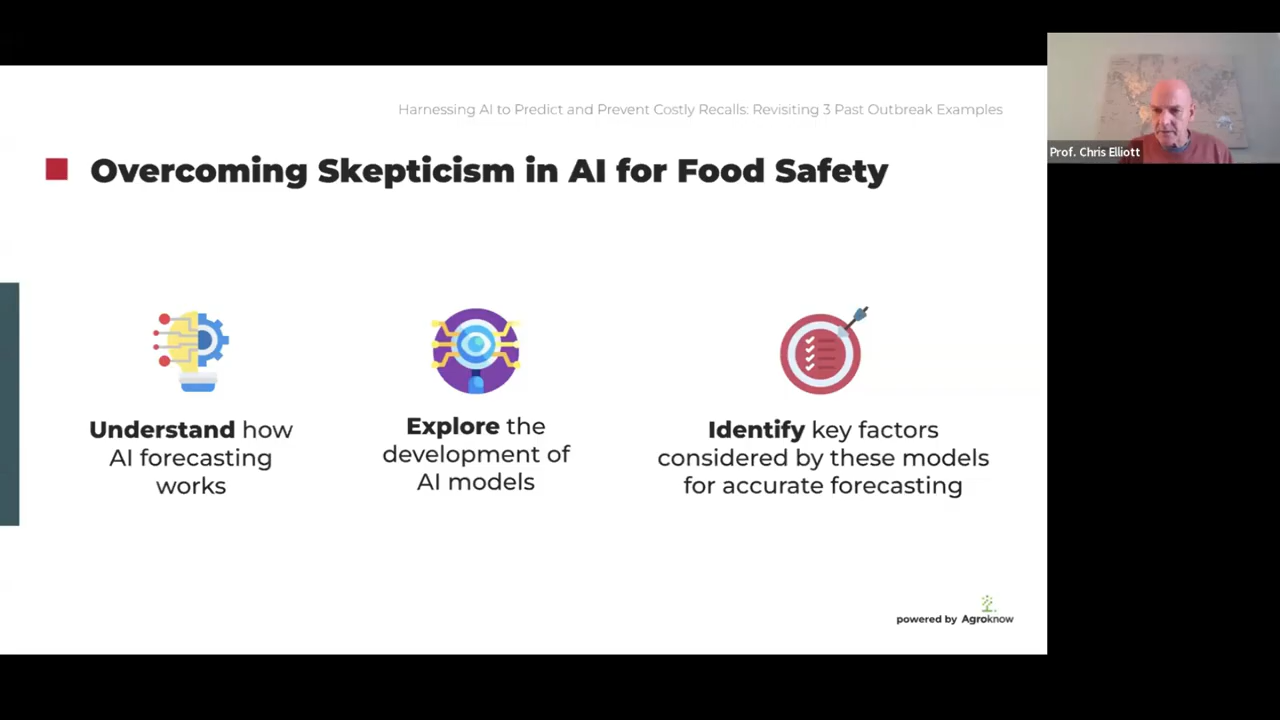 Harnessing AI to Predict and Prevent Costly Recalls: Revisiting 3 Past Outbreak Examples
Prof. Chris Elliott
Overcoming Skepticism in AI for Food Safety
Understand how
AI forecasting
works
Explore the
development of
AI models
Identify key factors
considered by these models
for accurate forecasting
powered by Agroknow